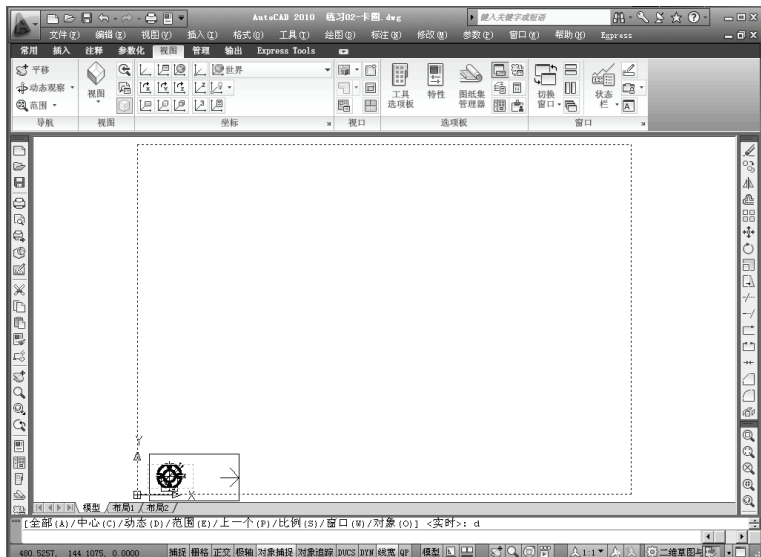 AutoCAD 2010 练习02-卡圈.dwg 键入关键字或短语
文件(F) 编辑(E) 视图(V) 插入(I) 格式(O) 工具(T) 绘图(D) 标注(N) 修改(M) 参数(P) 窗口(W) 帮助(H) Express
常用 插入 注释 参数化 视图 管理 输出 Express Tools
平移
动态观察
范围
视图
世界
工具选项板
特性
图纸集管理器
切换窗口
状态栏
导航 视图 坐标 视口 选项板 窗口
Y
X
模型 布局1 布局2
[全部(A)/中心(C)/动态(D)/范围(E)/上一个(P)/比例(S)/窗口(W)/对象(O)] <实时>: d
480.5257, 144.1075, 0.0000 捕捉 栅格 正交 极轴 对象捕捉 对象追踪 DUCS DYN 线宽 QP 模型 1:1 二维草图与